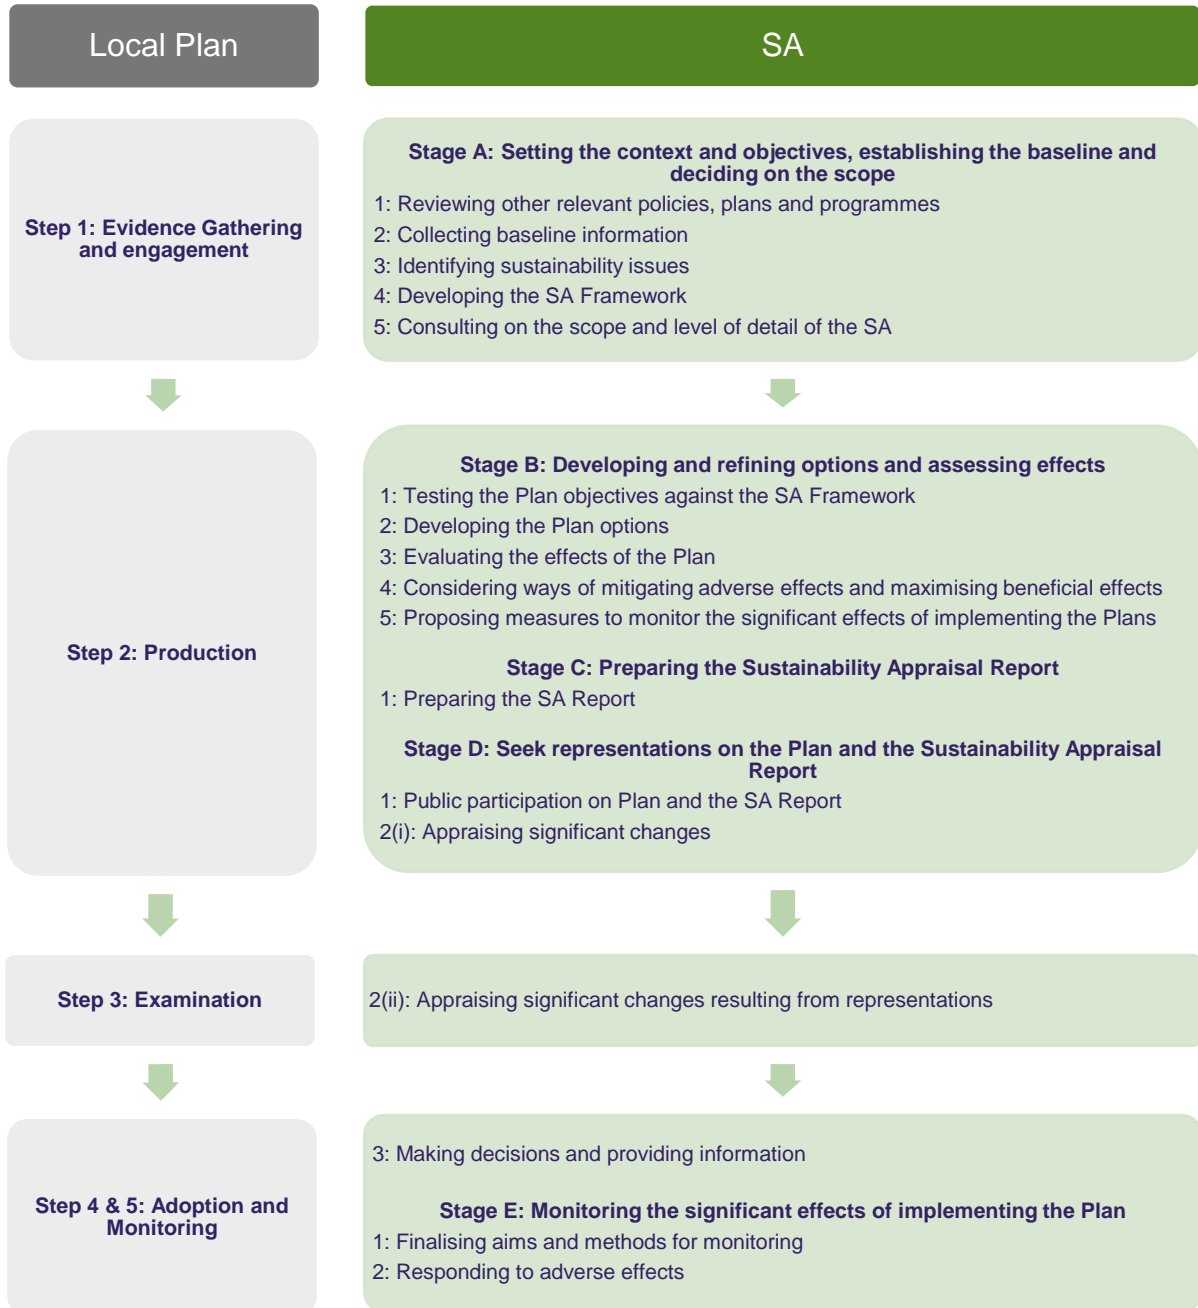 Local Plan
SA
Step 1: Evidence Gathering
and engagement
Stage A: Setting the context and objectives, establishing the baseline and
deciding on the scope
1: Reviewing other relevant policies, plans and programmes
2: Collecting baseline information
3: Identifying sustainability issues
4: Developing the SA Framework
5: Consulting on the scope and level of detail of the SA
Step 2: Production
Stage B: Developing and refining options and assessing effects
1: Testing the Plan objectives against the SA Framework
2: Developing the Plan options
3: Evaluating the effects of the Plan
4: Considering ways of mitigating adverse effects and maximising beneficial effects
5: Proposing measures to monitor the significant effects of implementing the Plans
Stage C: Preparing the Sustainability Appraisal Report
1: Preparing the SA Report
Stage D: Seek representations on the Plan and the Sustainability Appraisal
Report
1: Public participation on Plan and the SA Report
2(i): Appraising significant changes
Step 3: Examination
2(ii): Appraising significant changes resulting from representations
Step 4 & 5: Adoption and
Monitoring
3: Making decisions and providing information
Stage E: Monitoring the significant effects of implementing the Plan
1: Finalising aims and methods for monitoring
2: Responding to adverse effects